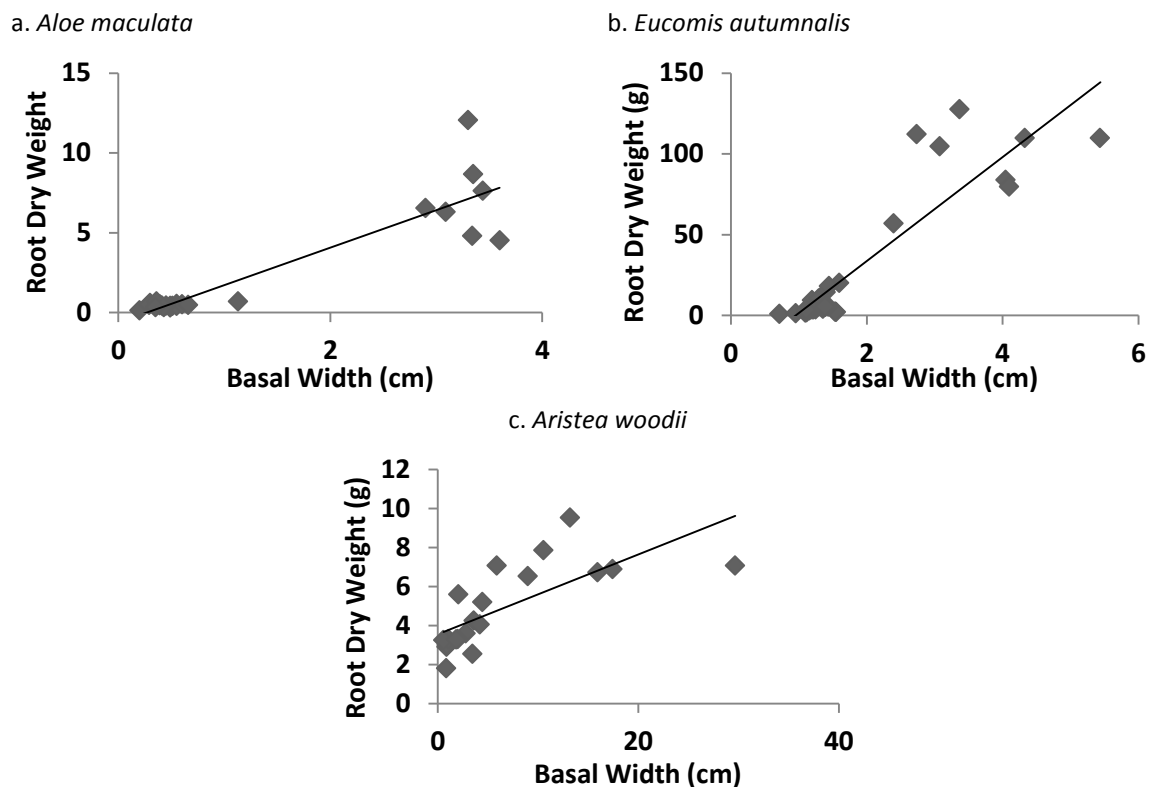 a. Aloe maculata
Root Dry Weight
15
10
5
0
0 2 4
Basal Width (cm)
b. Eucomis autumnalis
Root Dry Weight (g)
150
100
50
0
0 2 4 6
Basal Width (cm)
c. Aristea woodii
Root Dry Weight (g)
12
10
8
6
4
2
0
0 20 40
Basal Width (cm)